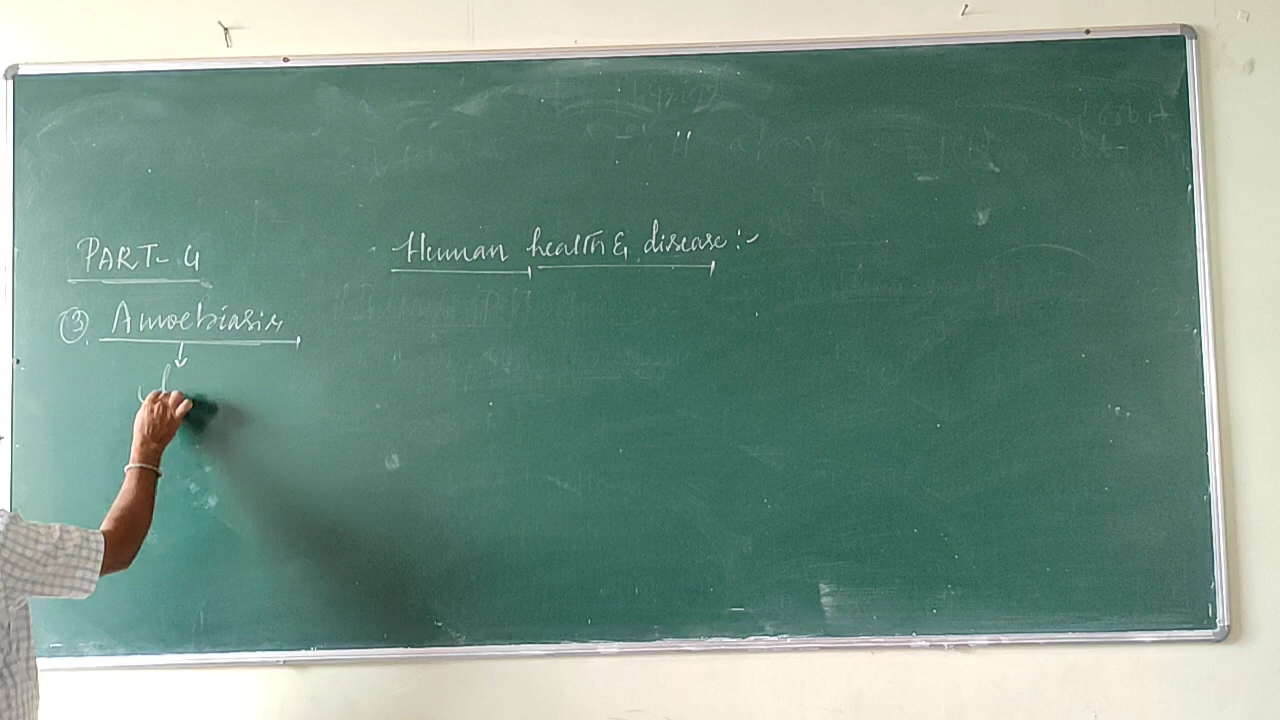 Human health & disease :-
PART-4
③. Amoebiasis